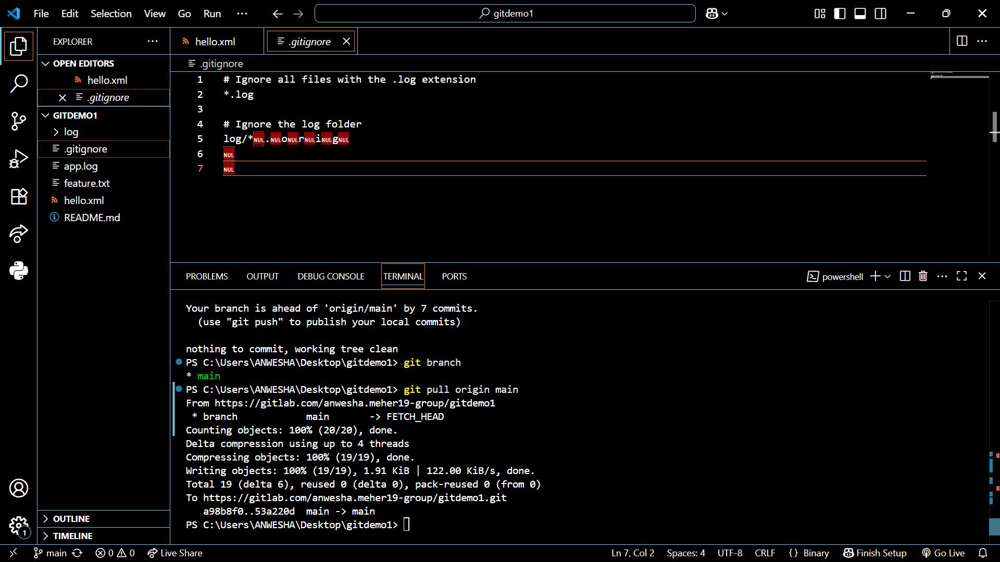 File Edit Selection View Go Run
gitdemo1
EXPLORER
OPEN EDITORS
hello.xml
.gitignore
GITDEMO1
log
.gitignore
app.log
feature.txt
hello.xml
README.md
OUTLINE
TIMELINE
hello.xml
.gitignore
.gitignore
1 # Ignore all files with the .log extension
2 *.log
3
4 # Ignore the log folder
5 log/*NUL.NULoNULrNULiNULgNUL
6 NUL
7 NUL
PROBLEMS OUTPUT DEBUG CONSOLE TERMINAL PORTS
powershell
Your branch is ahead of 'origin/main' by 7 commits.
(use "git push" to publish your local commits)
nothing to commit, working tree clean
PS C:\Users\ANWESHA\Desktop\gitdemo1> git branch
* main
PS C:\Users\ANWESHA\Desktop\gitdemo1> git pull origin main
From https://gitlab.com/anwesha.meher19-group/gitdemo1
* branch main -> FETCH_HEAD
Counting objects: 100% (20/20), done.
Delta compression using up to 4 threads
Compressing objects: 100% (19/19), done.
Writing objects: 100% (19/19), 1.91 KiB | 122.00 KiB/s, done.
Total 19 (delta 6), reused 0 (delta 0), pack-reused 0 (from 0)
To https://gitlab.com/anwesha.meher19-group/gitdemo1.git
a98b8f0..53a220d main -> main
PS C:\Users\ANWESHA\Desktop\gitdemo1>
1
main 0 0 Live Share Ln 7, Col 2 Spaces: 4 UTF-8 CRLF {} Binary Finish Setup Go Live